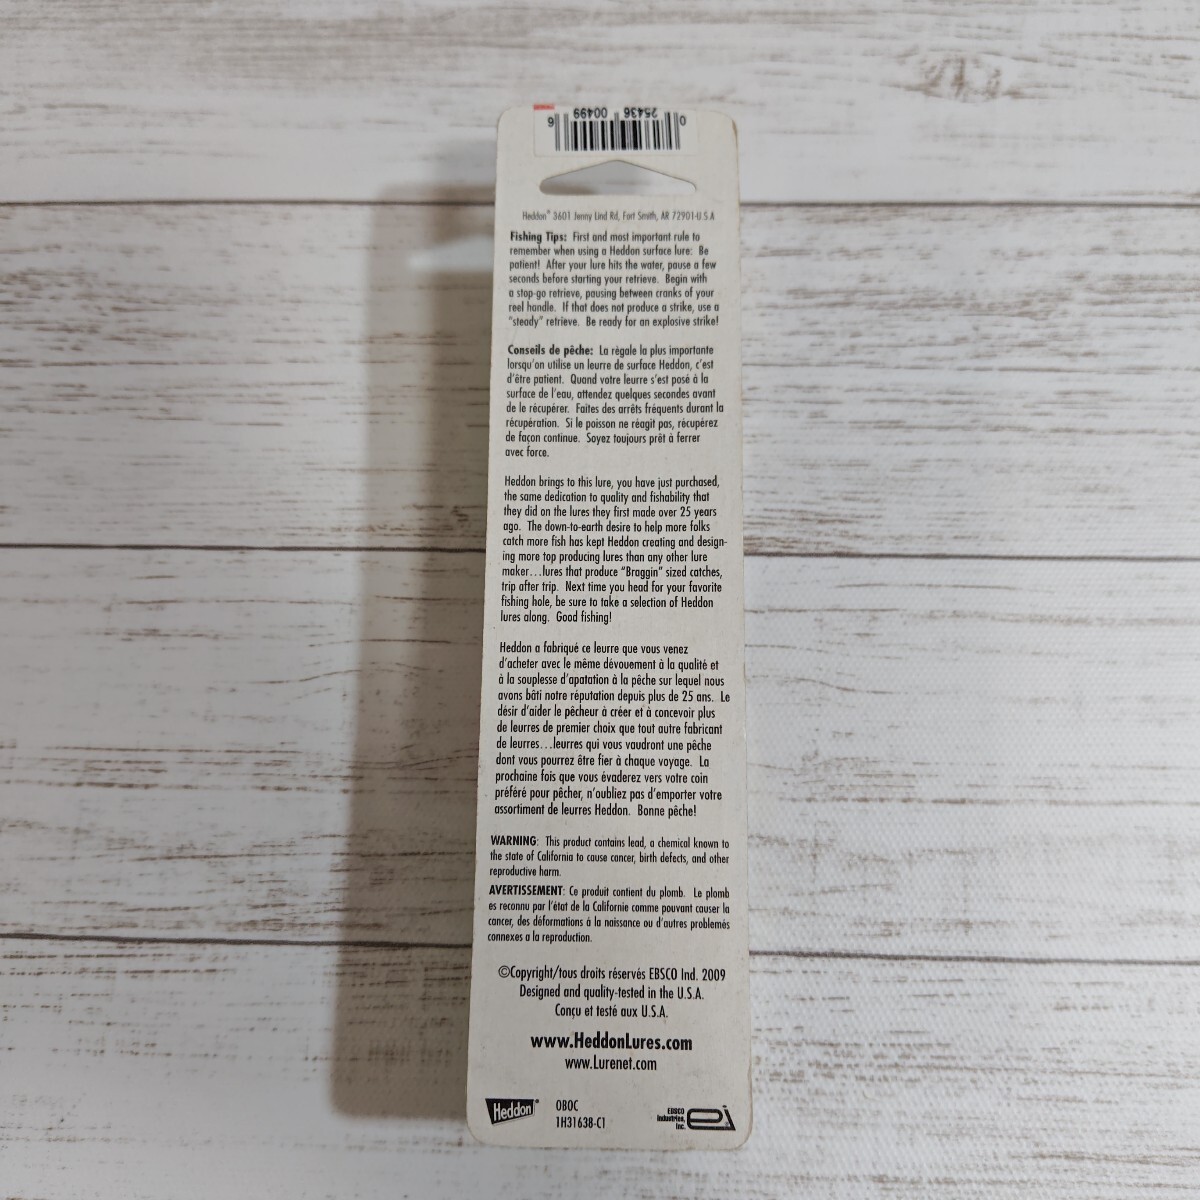 0 25436 00499 6
Heddon® 3601 Jenny Lind Rd, Fort Smith, AR 72901-U.S.A
Fishing Tips: First and most important rule to
remember when using a Heddon surface lure: Be
patient! After your lure hits the water, pause a few
seconds before starting your retrieve. Begin with
a stop-go retrieve, pausing between cranks of your
reel handle. If that does not produce a strike, use a
"steady" retrieve. Be ready for an explosive strike!
Conseils de pêche: La règale la plus importante
lorsqu'on utilise un leurre de surface Heddon, c'est
d'être patient. Quand votre leurre s'est posé à la
surface de l'eau, attendez quelques secondes avant
de le récupérer. Faites des arrêts fréquents durant la
récupération. Si le poisson ne réagit pas, récupérez
de façon continue. Soyez toujours prêt à ferrer
avec force.
Heddon brings to this lure, you have just purchased,
the same dedication to quality and fishability that
they did on the lures they first made over 25 years
ago. The down-to-earth desire to help more folks
catch more fish has kept Heddon creating and design-
ing more top producing lures than any other lure
maker...lures that produce "Braggin" sized catches,
trip after trip. Next time you head for your favorite
fishing hole, be sure to take a selection of Heddon
lures along. Good fishing!
Heddon a fabriqué ce leurre que vous venez
d'acheter avec le même dévouement à la qualité et
à la souplesse d'apatation à la pêche sur lequel nous
avons bâti notre réputation depuis plus de 25 ans. Le
désir d'aider le pêcheur à créer et à concevoir plus
de leurres de premier choix que tout autre fabricant
de leurres...leurres qui vous vaudront une pêche
dont vous pourrez être fier à chaque voyage. La
prochaine fois que vous évaderez vers votre coin
préféré pour pêcher, n'oubliez pas d'emporter votre
assortiment de leurres Heddon. Bonne pêche!
WARNING: This product contains lead, a chemical known to
the state of California to cause cancer, birth defects, and other
reproductive harm.
AVERTISSEMENT: Ce produit contient du plomb. Le plomb
es reconnu par l'état de la Californie comme pouvant causer la
cancer, des déformations à la naissance ou d'autres problemés
connexes a la reproduction.
©Copyright/tous droits réservés EBSCO Ind. 2009
Designed and quality-tested in the U.S.A.
Conçu et testé aux U.S.A.
www.HeddonLures.com
www.Lurenet.com
Heddon®
OBOC
1H31638-C1
EBSCO
Industries,
Inc.
ei